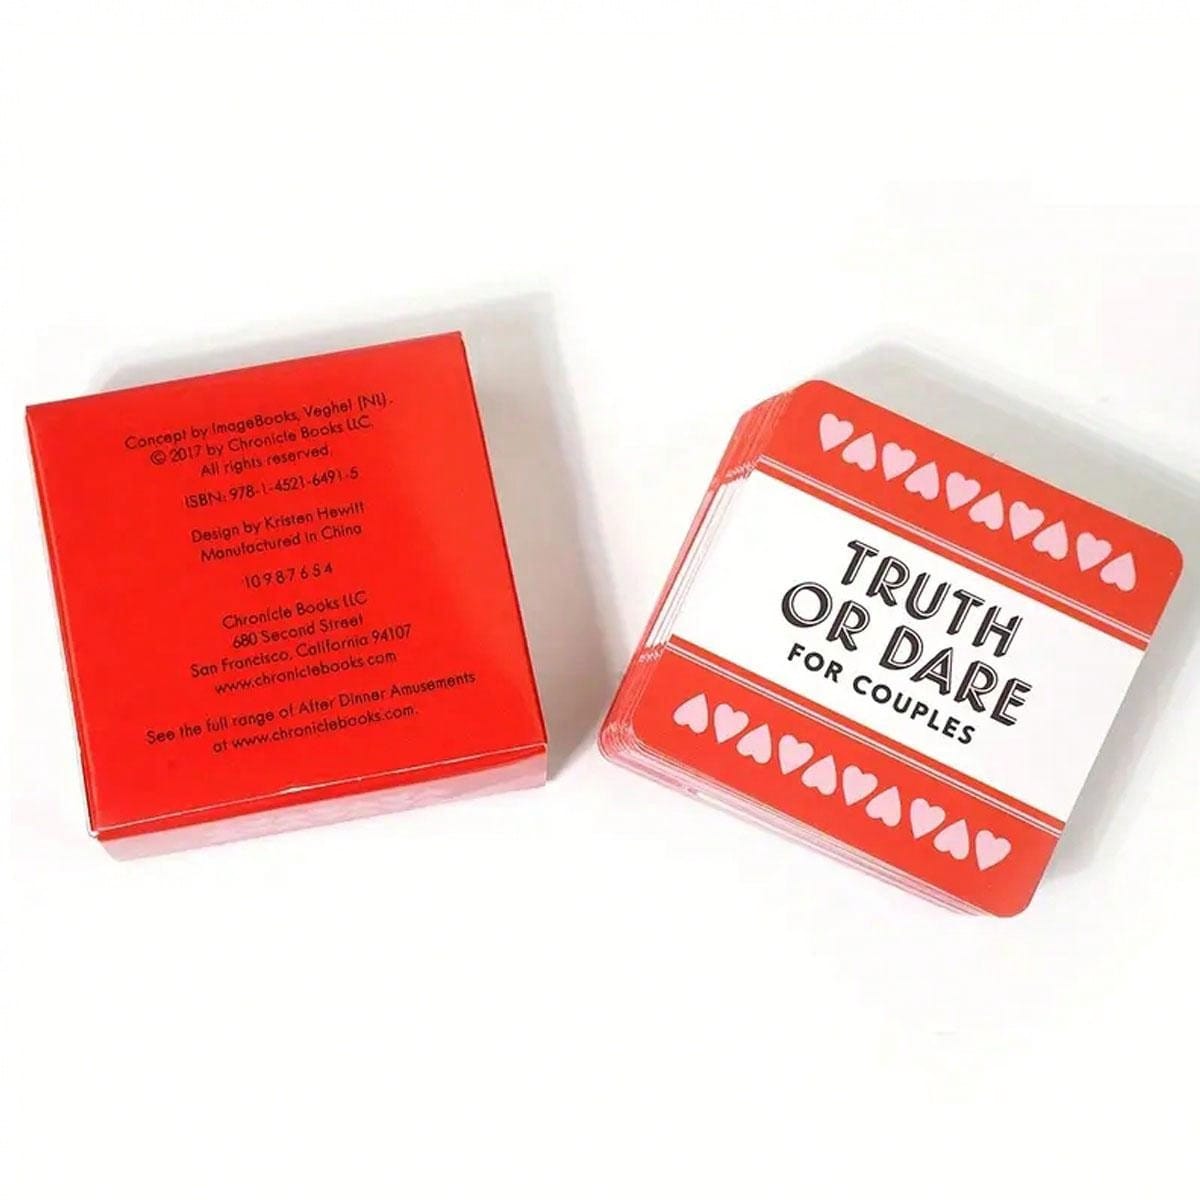 Concept by ImageBooks, Veghel (NL).
© 2017 by Chronicle Books LLC.
All rights reserved.
ISBN: 978-1-4521-6491-5
Design by Kristen Hewitt
Manufactured in China
10 9 8 7 6 5 4
Chronicle Books LLC
680 Second Street
San Francisco, California 94107
www.chroniclebooks.com
See the full range of After Dinner Amusements
at www.chroniclebooks.com.
TRUTH
OR DARE
FOR COUPLES